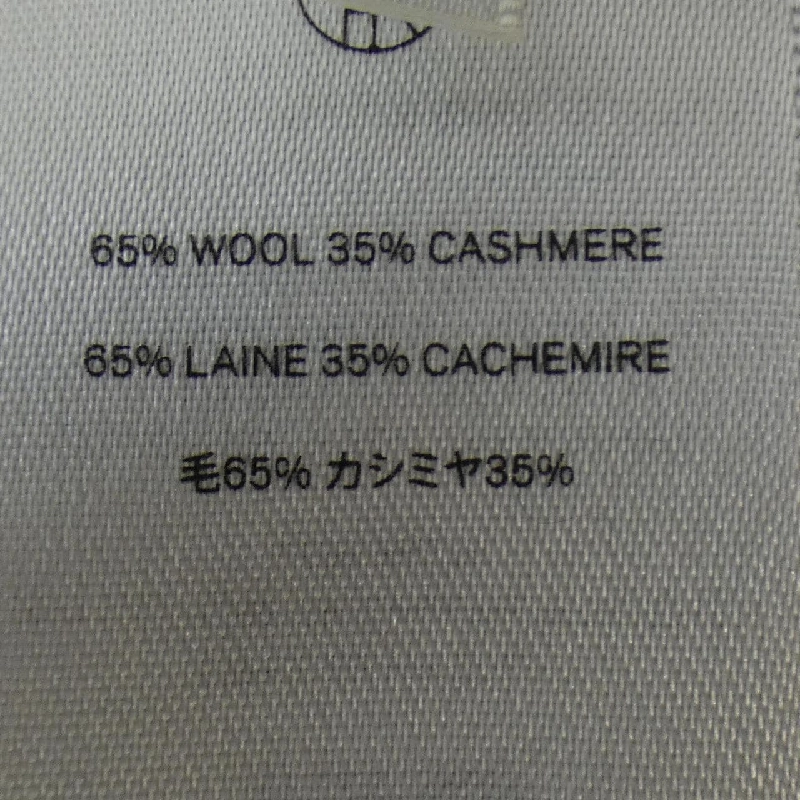 65% WOOL 35% CASHMERE
65% LAINE 35% CACHEMIRE
毛65% カシミヤ35%